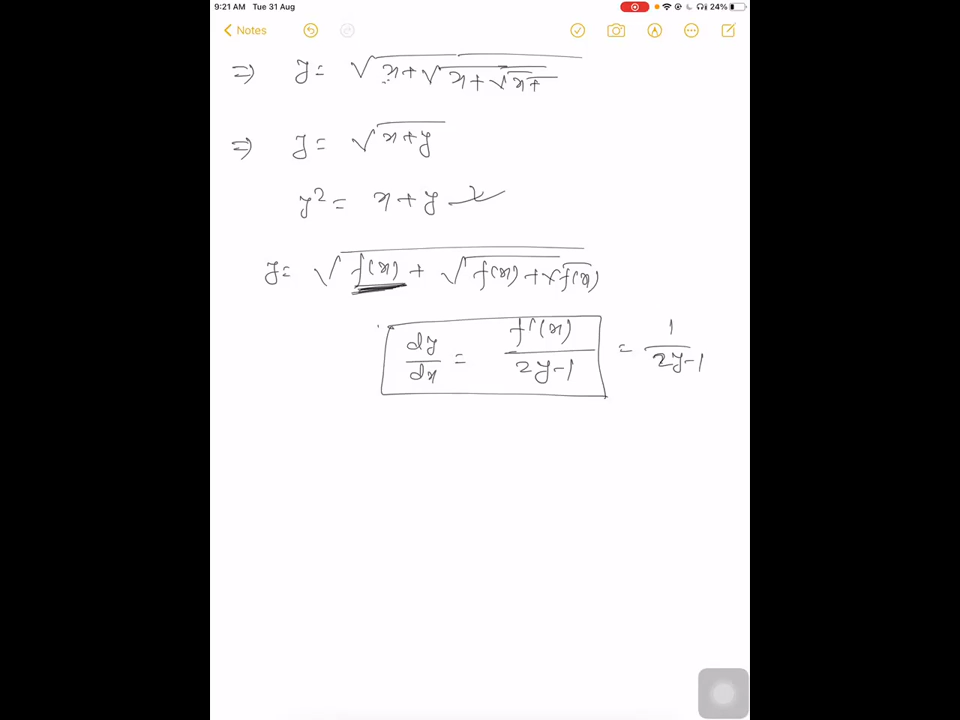 9:21 AM Tue 31 Aug 24%
Notes
⇒ y = √(x + √(x + √(x +
⇒ y = √(x + y)
y² = x + y
y = √(f(x) + √(f(x) + √f(x)))
dy/dx = f'(x)/(2y-1) = 1/(2y-1)